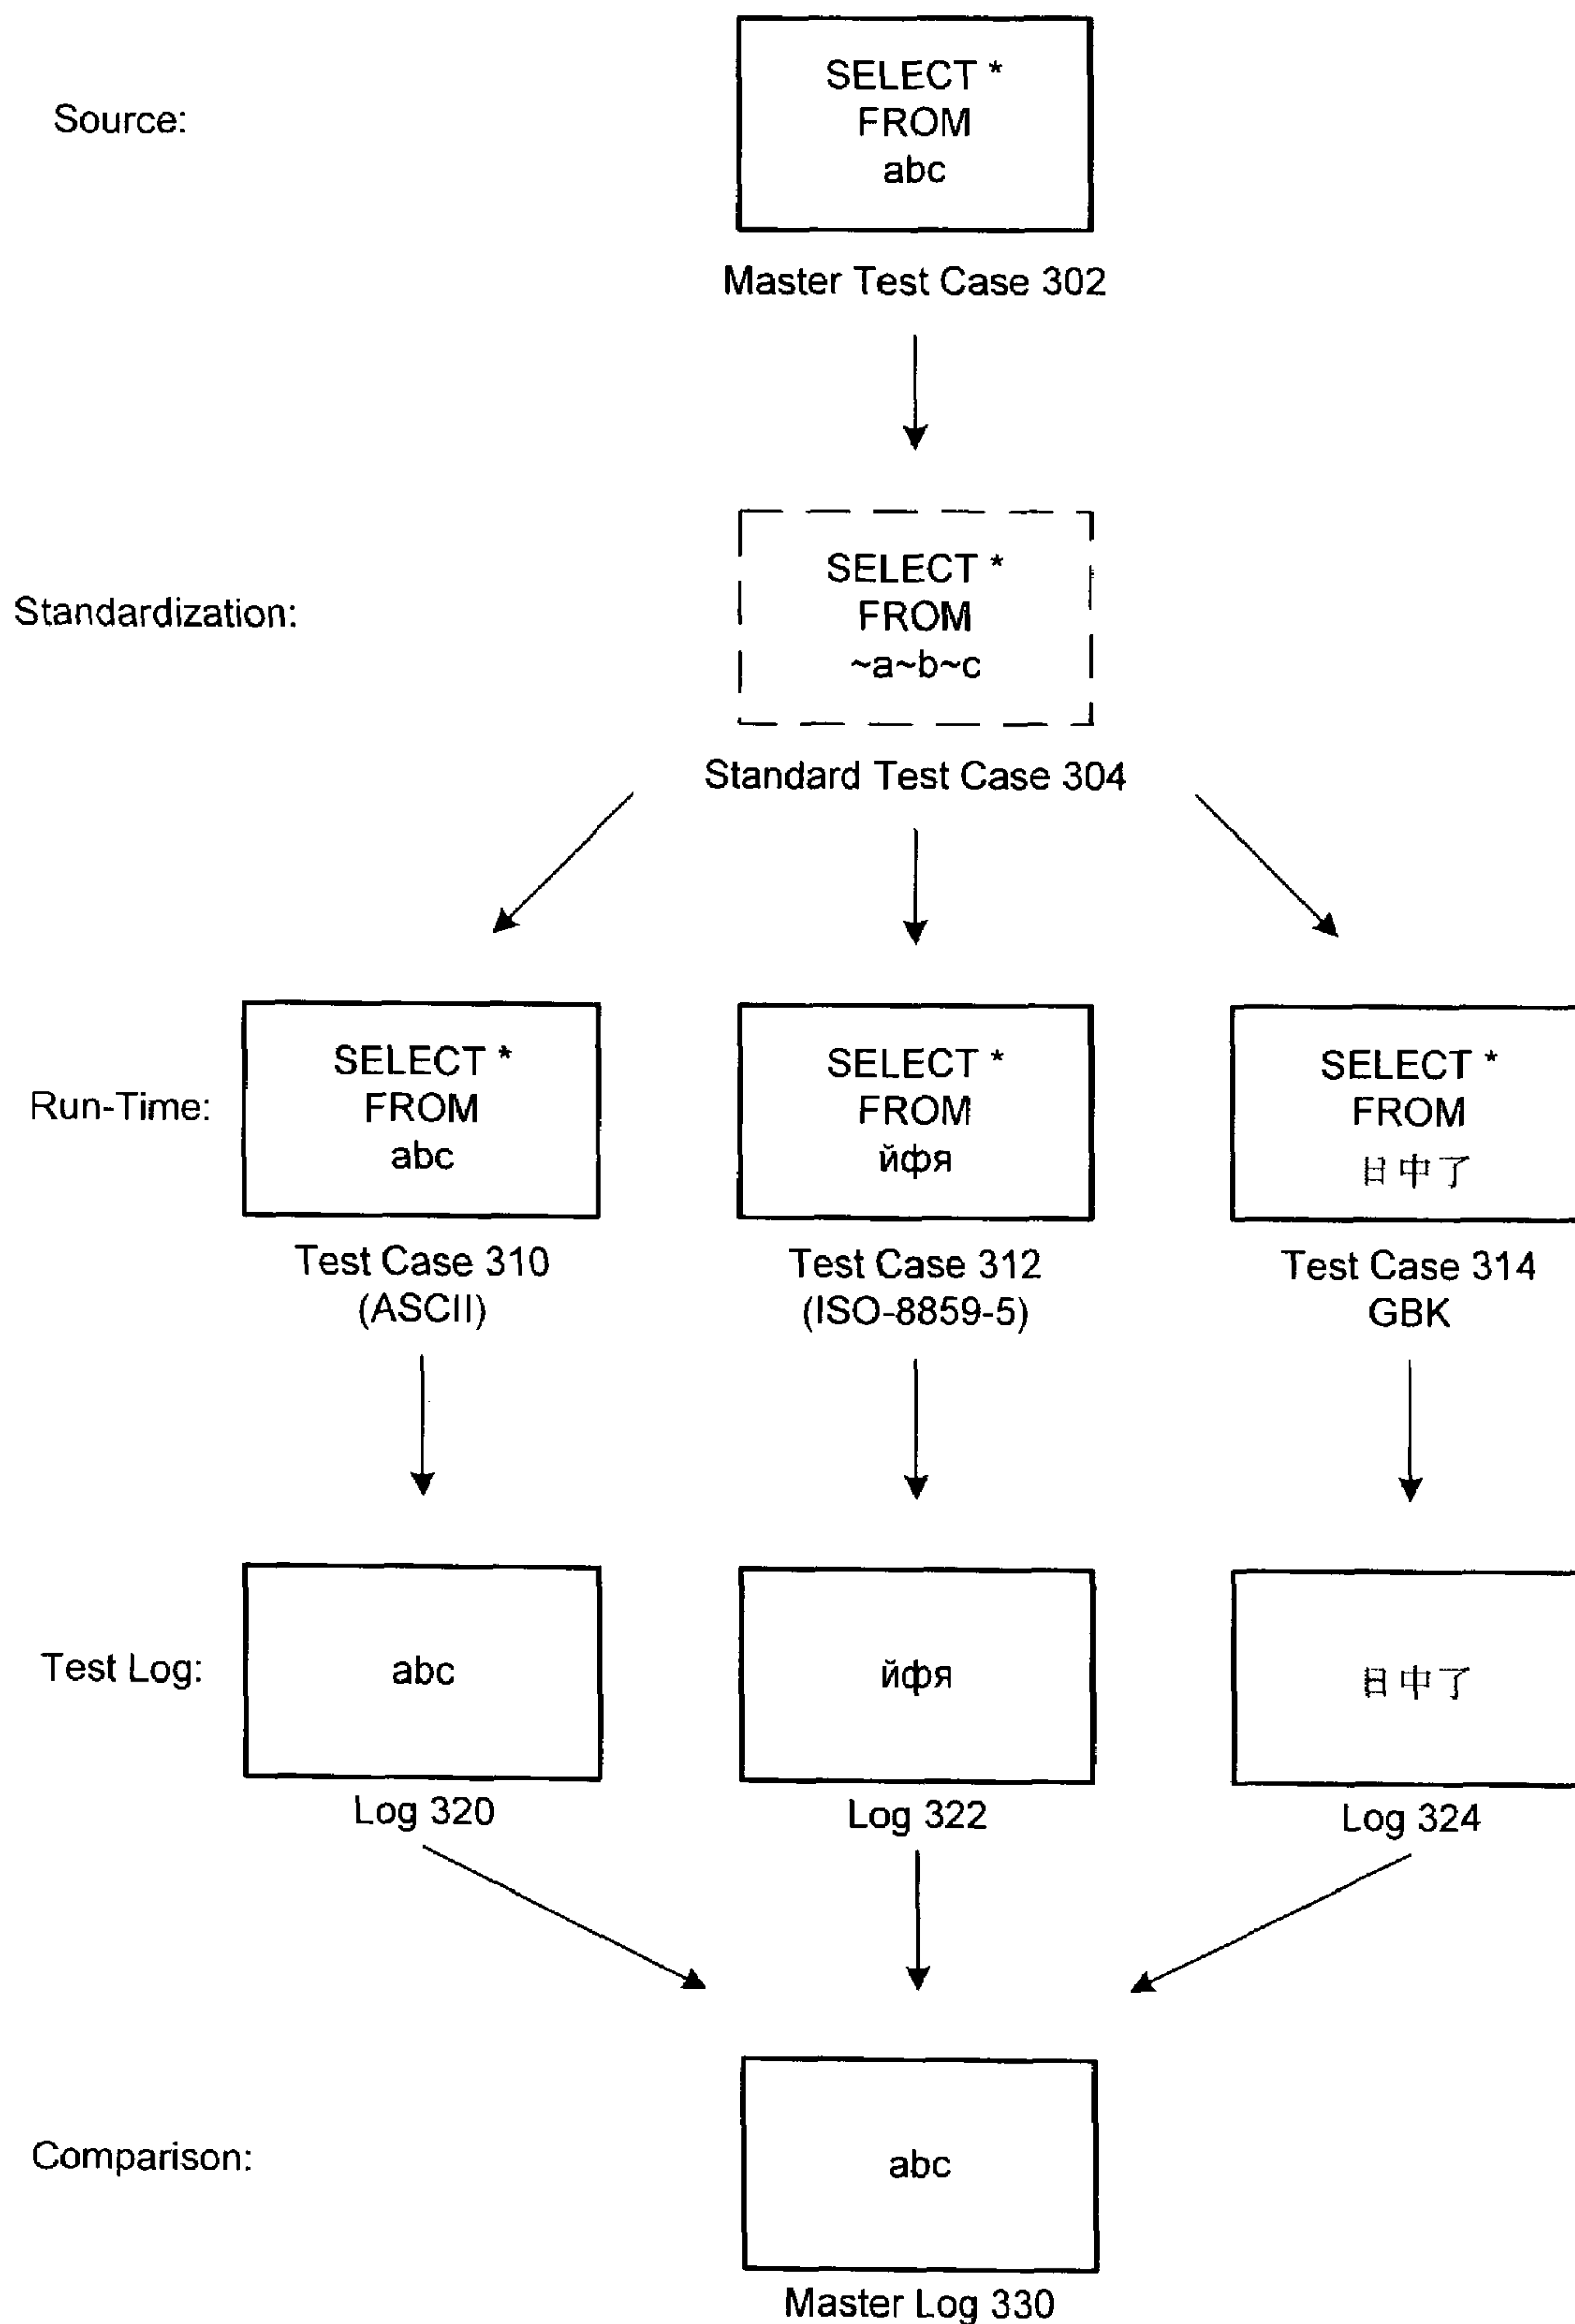 Source:
SELECT *
FROM
abc
Master Test Case 302
Standardization:
SELECT *
FROM
~a~b~c
Standard Test Case 304
Run-Time:
SELECT *
FROM
abc
Test Case 310
(ASCII)
SELECT *
FROM
йфя
Test Case 312
(ISO-8859-5)
SELECT *
FROM
日中了
Test Case 314
GBK
Test Log:
abc
Log 320
йфя
Log 322
日中了
Log 324
Comparison:
abc
Master Log 330